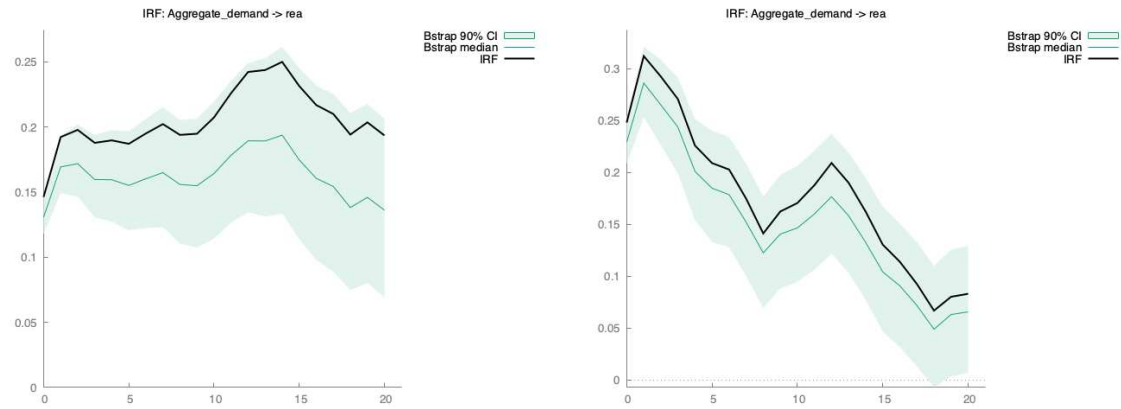 IRF: Aggregate_demand -> rea
Bstrap 90% CI
Bstrap median
IRF
0.25
0.2
0.15
0.1
0.05
0
0 5 10 15 20
IRF: Aggregate_demand -> rea
Bstrap 90% CI
Bstrap median
IRF
0.3
0.25
0.2
0.15
0.1
0.05
0
0 5 10 15 20